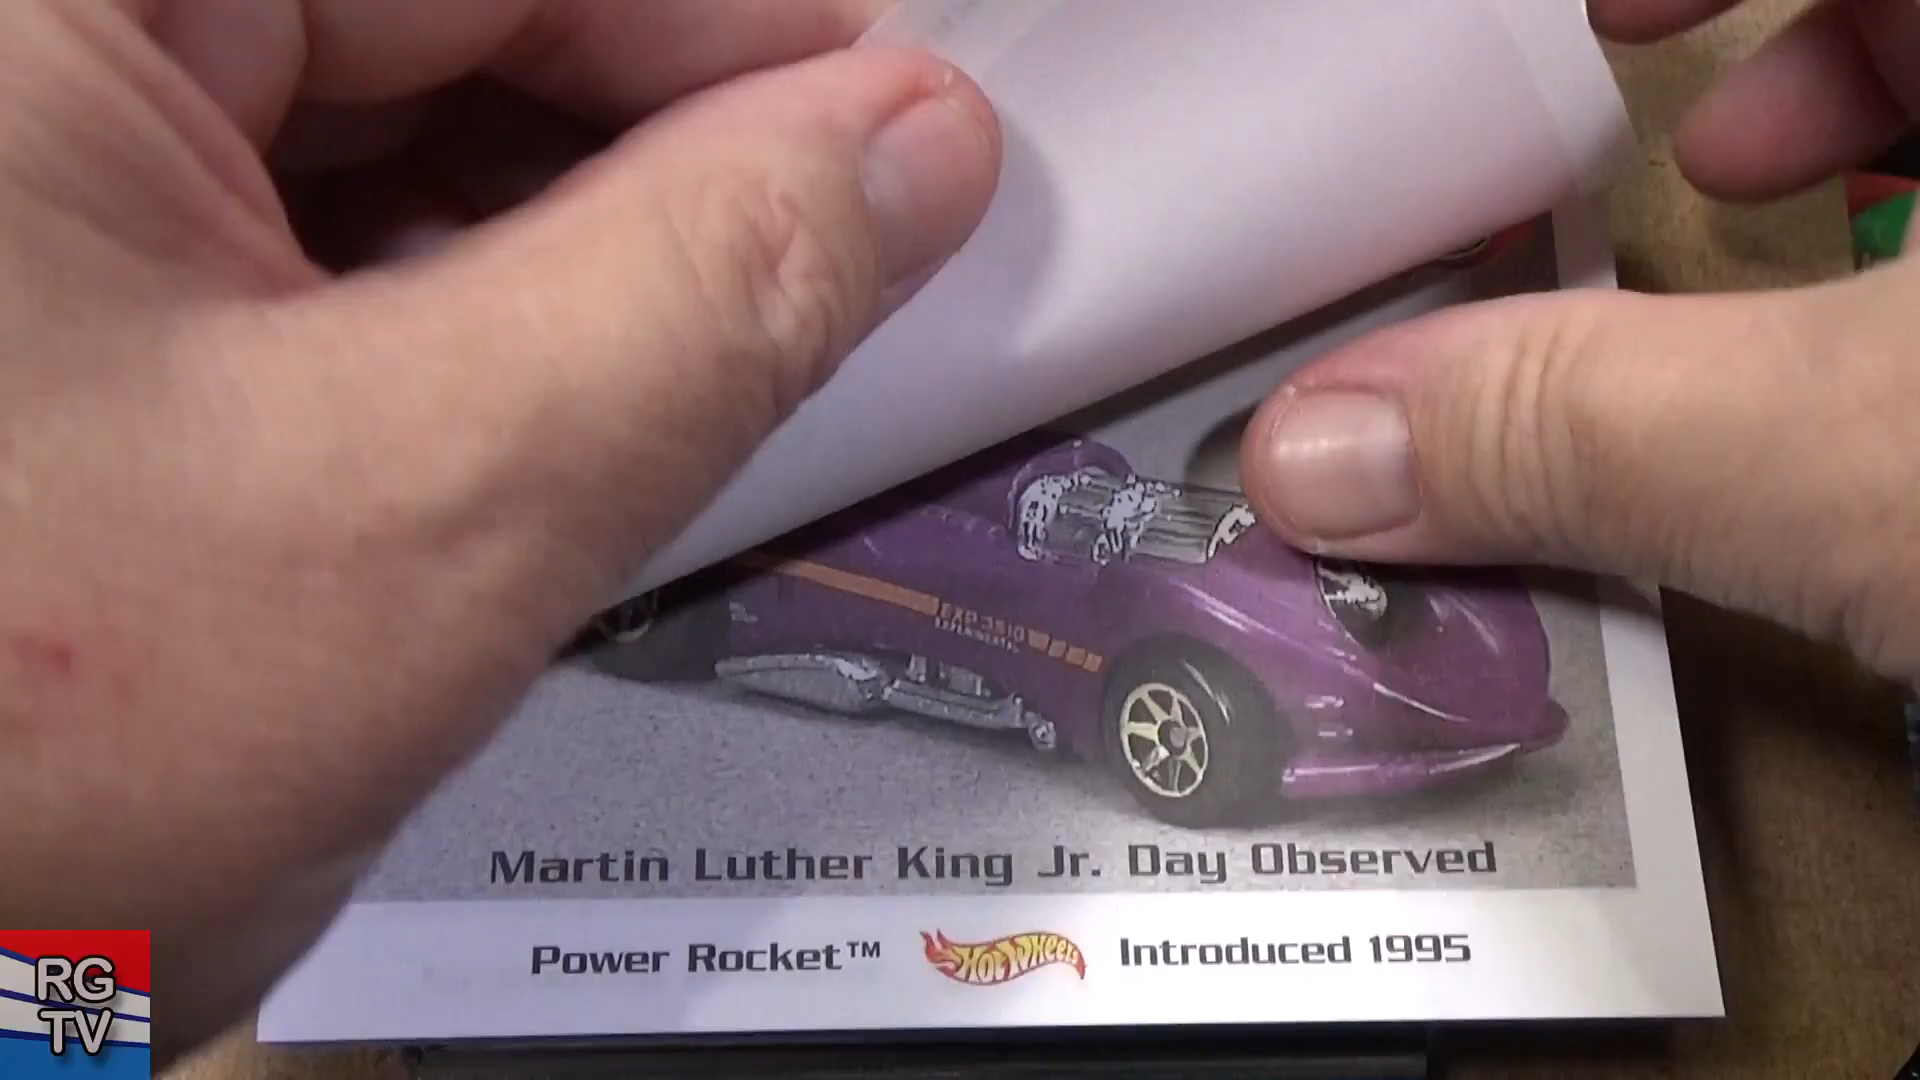 EXP 3510
EXPERIMENTAL
Martin Luther King Jr. Day Observed
Power Rocket™ HOT WHEELS Introduced 1995
RG
TV